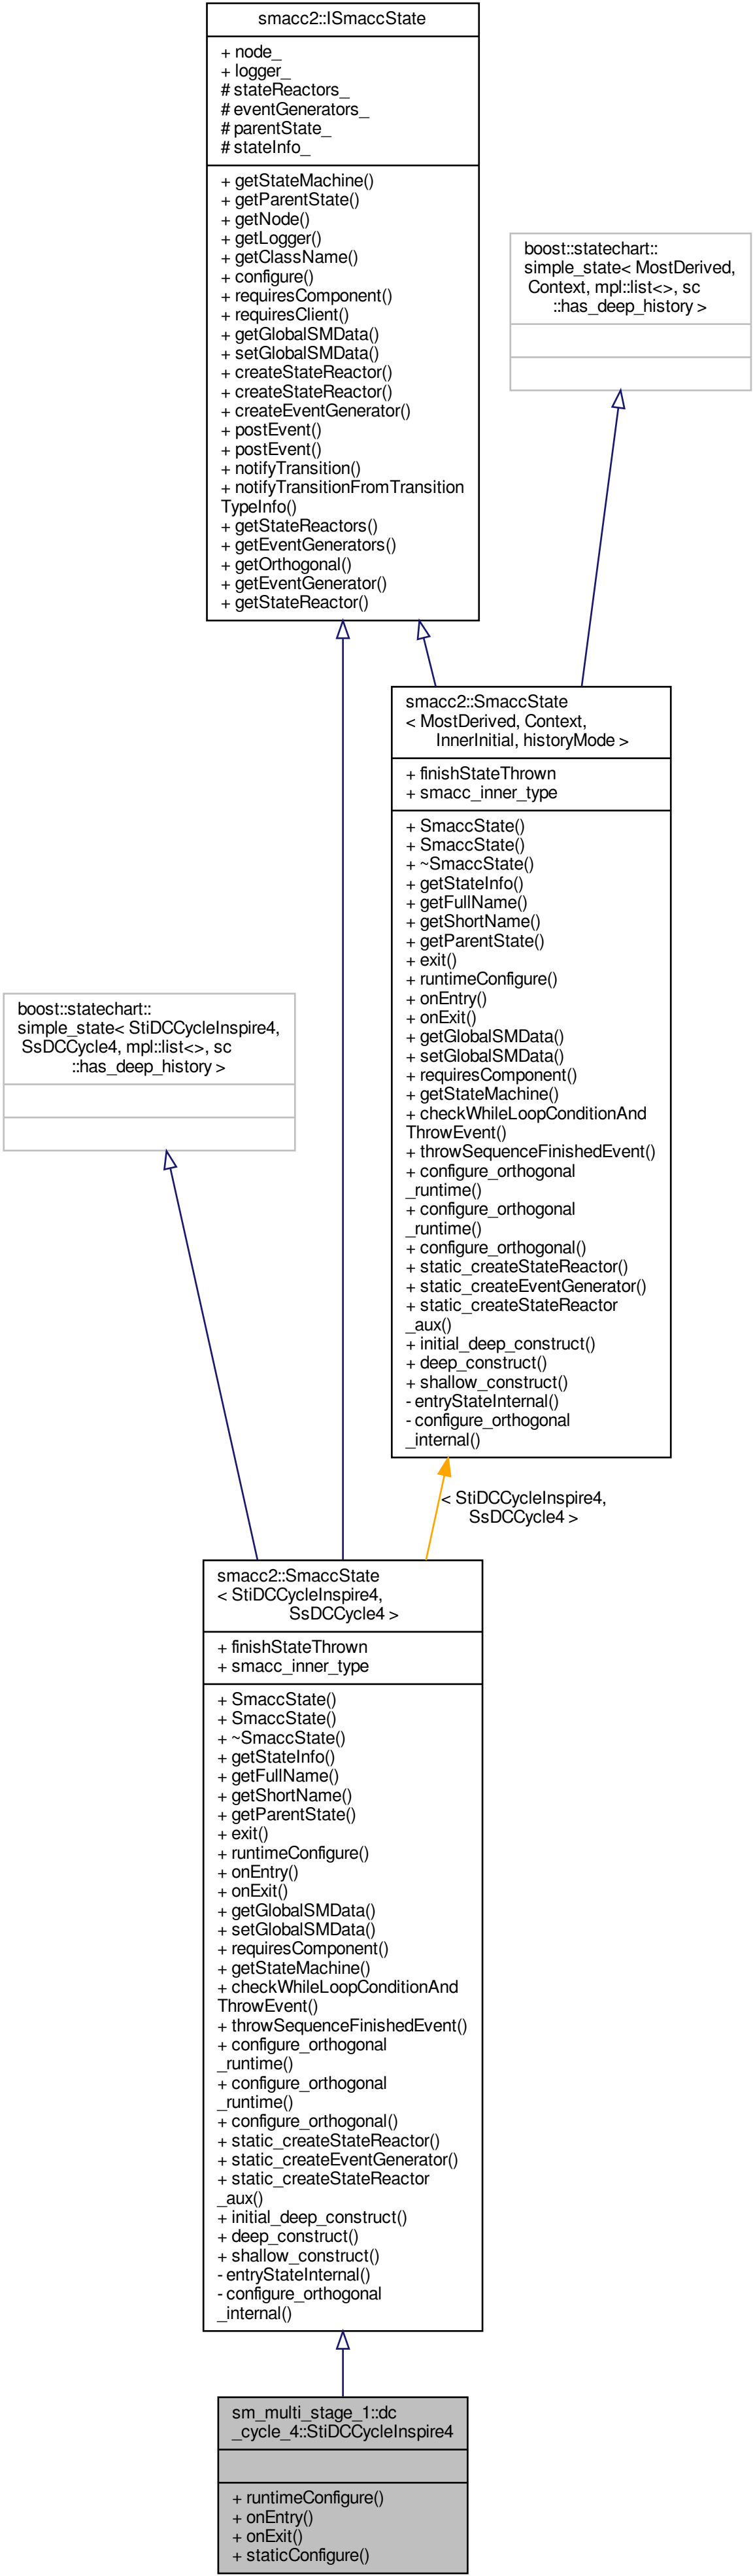 smacc2::ISmaccState
+ node_
+ logger_
# stateReactors_
# eventGenerators_
# parentState_
# stateInfo_
+ getStateMachine()
+ getParentState()
+ getNode()
+ getLogger()
+ getClassName()
+ configure()
+ requiresComponent()
+ requiresClient()
+ getGlobalSMData()
+ setGlobalSMData()
+ createStateReactor()
+ createStateReactor()
+ createEventGenerator()
+ postEvent()
+ postEvent()
+ notifyTransition()
+ notifyTransitionFromTransition
TypeInfo()
+ getStateReactors()
+ getEventGenerators()
+ getOrthogonal()
+ getEventGenerator()
+ getStateReactor()
boost::statechart::
simple_state< MostDerived,
Context, mpl::list<>, sc
::has_deep_history >
smacc2::SmaccState
< MostDerived, Context,
InnerInitial, historyMode >
+ finishStateThrown
+ smacc_inner_type
+ SmaccState()
+ SmaccState()
+ ~SmaccState()
+ getStateInfo()
+ getFullName()
+ getShortName()
+ getParentState()
+ exit()
+ runtimeConfigure()
+ onEntry()
+ onExit()
+ getGlobalSMData()
+ setGlobalSMData()
+ requiresComponent()
+ getStateMachine()
+ checkWhileLoopConditionAnd
ThrowEvent()
+ throwSequenceFinishedEvent()
+ configure_orthogonal
_runtime()
+ configure_orthogonal
_runtime()
+ configure_orthogonal()
+ static_createStateReactor()
+ static_createEventGenerator()
+ static_createStateReactor
_aux()
+ initial_deep_construct()
+ deep_construct()
+ shallow_construct()
- entryStateInternal()
- configure_orthogonal
_internal()
boost::statechart::
simple_state< StiDCCycleInspire4,
SsDCCycle4, mpl::list<>, sc
::has_deep_history >
< StiDCCycleInspire4,
SsDCCycle4 >
smacc2::SmaccState
< StiDCCycleInspire4,
SsDCCycle4 >
+ finishStateThrown
+ smacc_inner_type
+ SmaccState()
+ SmaccState()
+ ~SmaccState()
+ getStateInfo()
+ getFullName()
+ getShortName()
+ getParentState()
+ exit()
+ runtimeConfigure()
+ onEntry()
+ onExit()
+ getGlobalSMData()
+ setGlobalSMData()
+ requiresComponent()
+ getStateMachine()
+ checkWhileLoopConditionAnd
ThrowEvent()
+ throwSequenceFinishedEvent()
+ configure_orthogonal
_runtime()
+ configure_orthogonal
_runtime()
+ configure_orthogonal()
+ static_createStateReactor()
+ static_createEventGenerator()
+ static_createStateReactor
_aux()
+ initial_deep_construct()
+ deep_construct()
+ shallow_construct()
- entryStateInternal()
- configure_orthogonal
_internal()
sm_multi_stage_1::dc
_cycle_4::StiDCCycleInspire4
+ runtimeConfigure()
+ onEntry()
+ onExit()
+ staticConfigure()